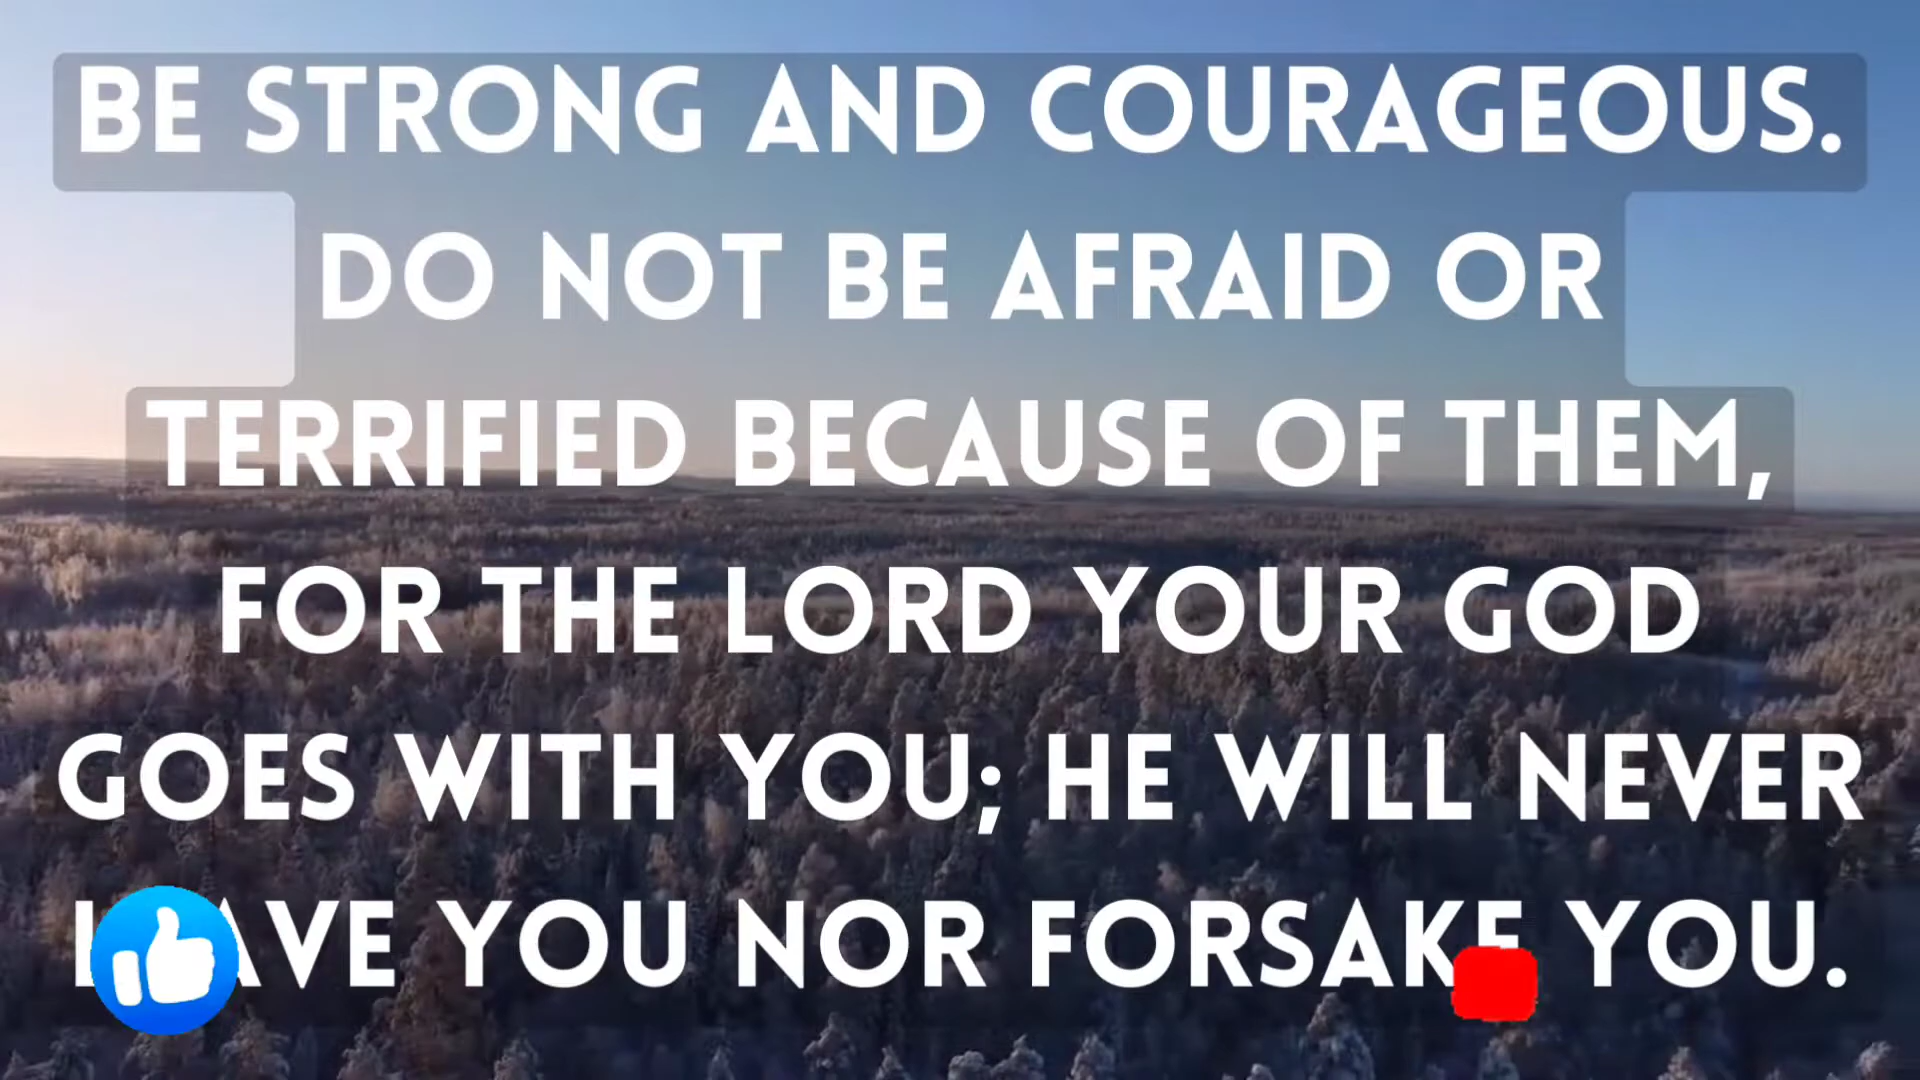 BE STRONG AND COURAGEOUS.
DO NOT BE AFRAID OR
TERRIFIED BECAUSE OF THEM,
FOR THE LORD YOUR GOD
GOES WITH YOU; HE WILL NEVER
LEAVE YOU NOR FORSAKE YOU.